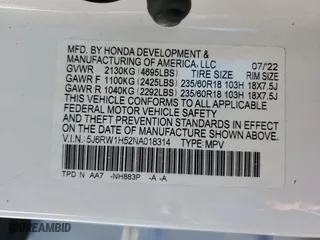 MFD. BY HONDA DEVELOPMENT & 07/22
MANUFACTURING OF AMERICA, LLC
GVWR 2130KG (4695LBS) TIRE SIZE RIM SIZE
GAWR F 1100KG (2425LBS) 235/60R18 103H 18X7.5J
GAWR R 1040KG (2292LBS) 235/60R18 103H 18X7.5J
THIS VEHICLE CONFORMS TO ALL APPLICABLE
FEDERAL MOTOR VEHICLE SAFETY
AND THEFT PREVENTION STANDARDS IN EFFECT
ON THE DATE OF MANUFACTURE SHOWN ABOVE.
V.I.N.: 5J6RW1H52NA018314 TYPE: MPV
TPD N AA7 -NH883P -A -A